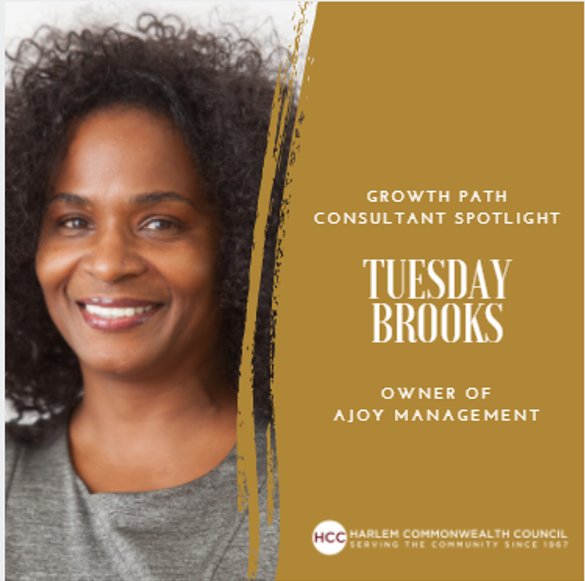 GROWTH PATH
CONSULTANT SPOTLIGHT
TUESDAY
BROOKS
OWNER OF
AJOY MANAGEMENT
HCC HARLEM COMMONWEALTH COUNCIL
SERVING THE COMMUNITY SINCE 1967